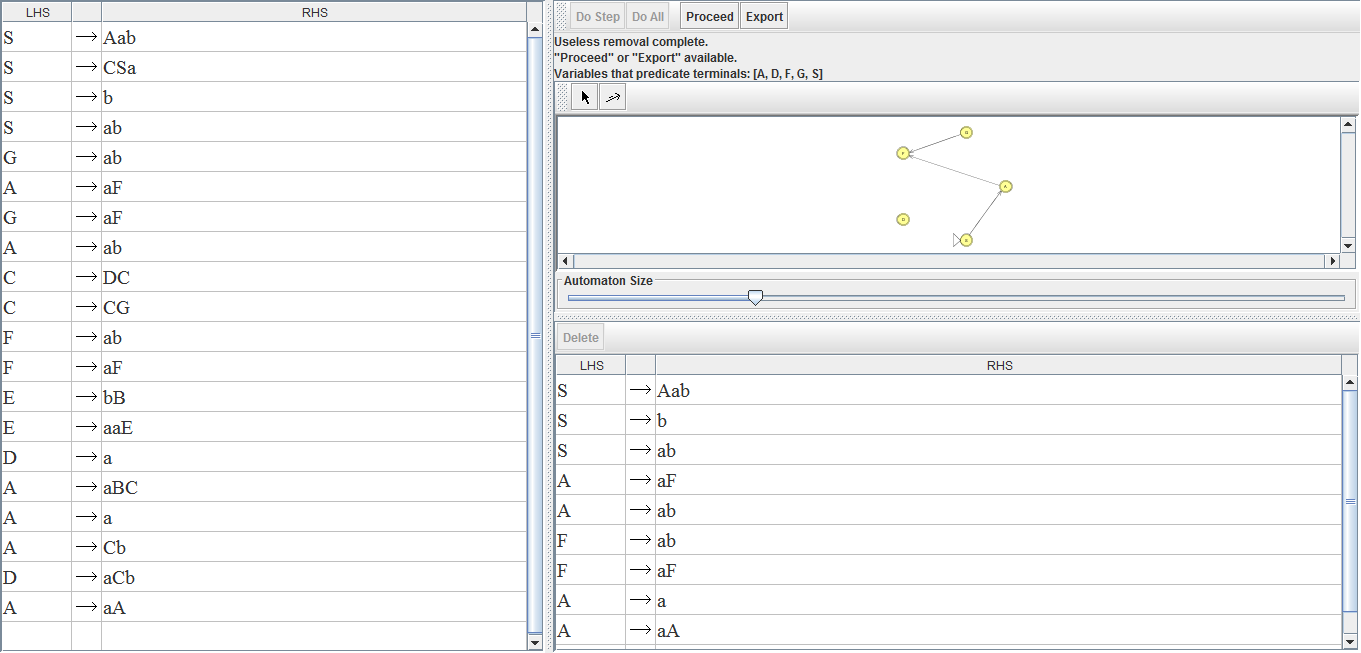 LHS RHS
S → Aab
S → CSa
S → b
S → ab
G → ab
A → aF
G → aF
A → ab
C → DC
C → CG
F → ab
F → aF
E → bB
E → aaE
D → a
A → aBC
A → a
A → Cb
D → aCb
A → aA
Do Step Do All Proceed Export
Useless removal complete.
"Proceed" or "Export" available.
Variables that predicate terminals: [A, D, F, G, S]
Automaton Size
Delete
LHS RHS
S → Aab
S → b
S → ab
A → aF
A → ab
F → ab
F → aF
A → a
A → aA